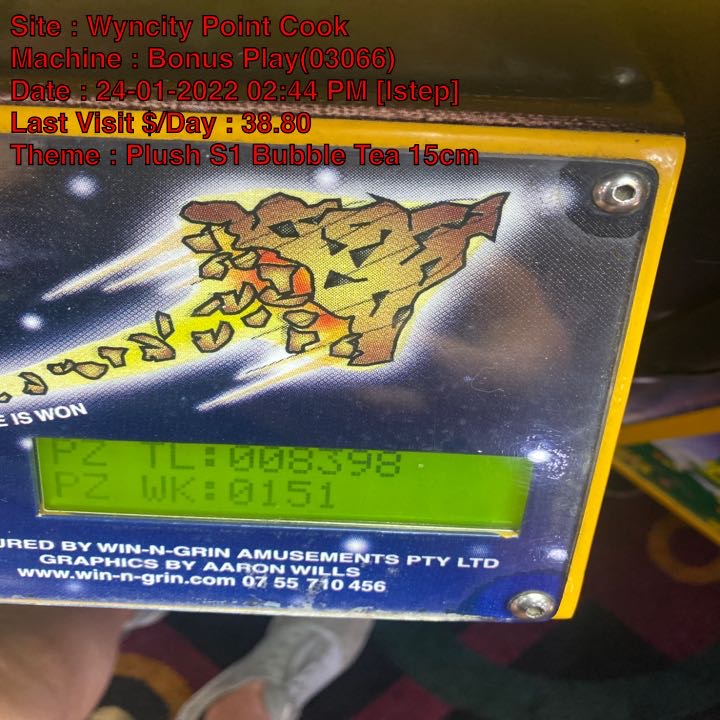 Site : Wyncity Point Cook
Machine : Bonus Play(03066)
Date : 24-01-2022 02:44 PM [Istep]
Last Visit $/Day : 38.80
Theme : Plush S1 Bubble Tea 15cm
E IS WON
PZ TL:008398
PZ WK:0151
URED BY WIN-N-GRIN AMUSEMENTS PTY LTD
GRAPHICS BY AARON WILLS
www.win-n-grin.com 07 55 710 456